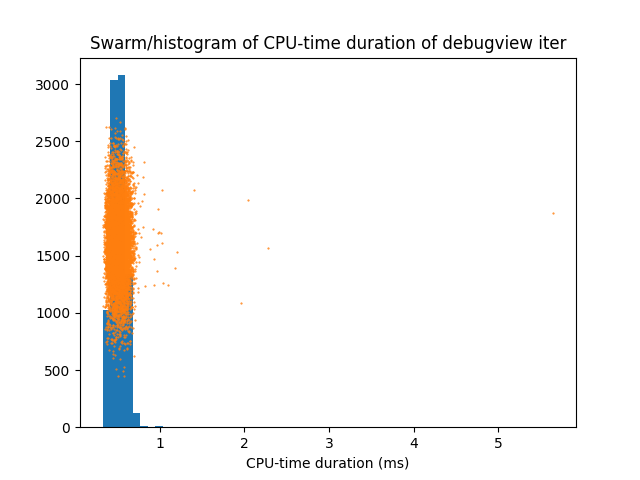 Swarm/histogram of CPU-time duration of debugview iter
3000
2500
2000
1500
1000
500
0
1 2 3 4 5
CPU-time duration (ms)